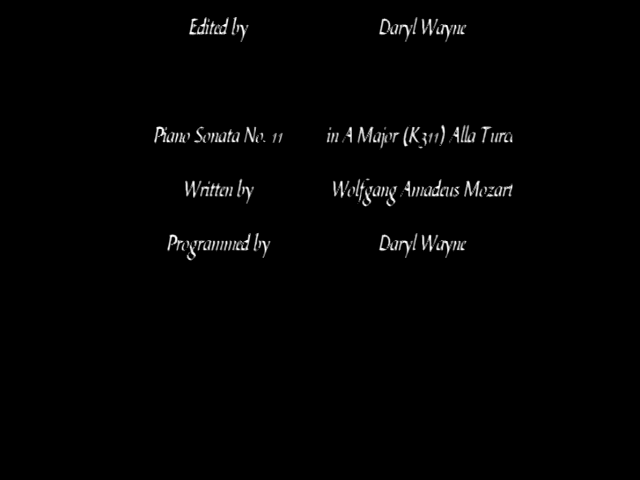 Edited by Daryl Wayne
Piano Sonata No. 11 in A Major (K311) Alla Turc
Written by Wolfgang Amadeus Mozart
Programmed by Daryl Wayne